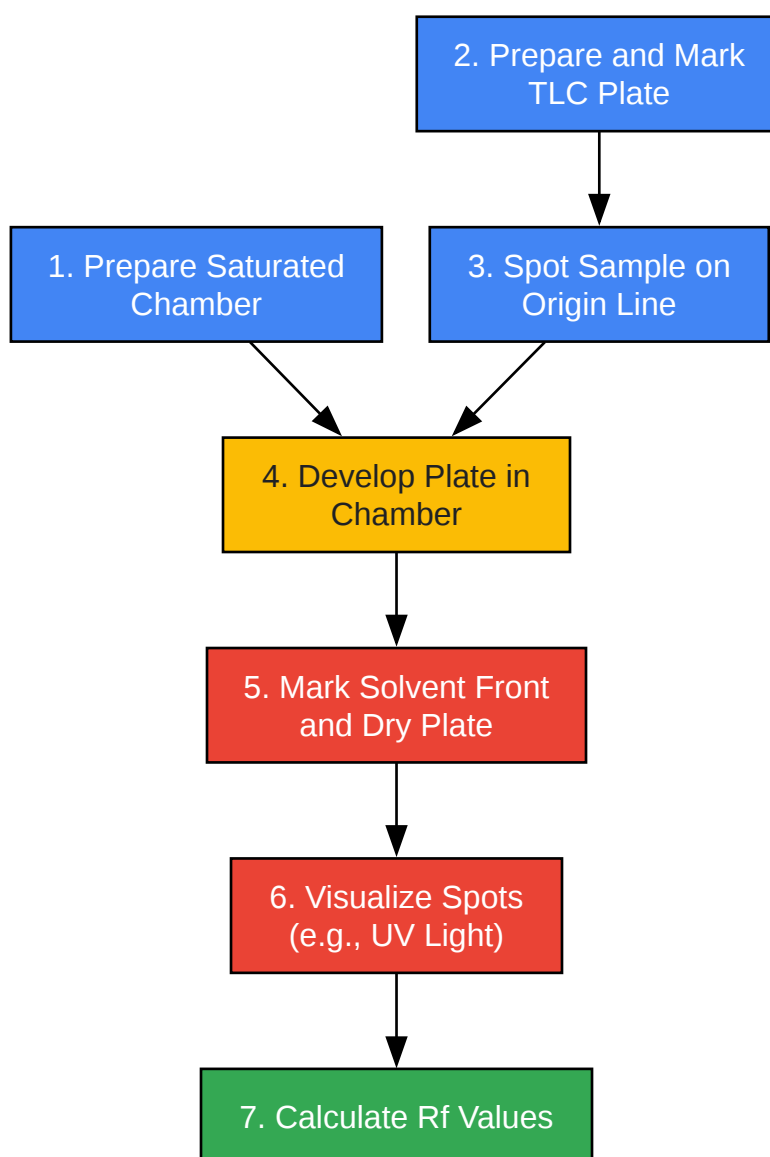 2. Prepare and Mark
TLC Plate
1. Prepare Saturated
Chamber
3. Spot Sample on
Origin Line
4. Develop Plate in
Chamber
5. Mark Solvent Front
and Dry Plate
6. Visualize Spots
(e.g., UV Light)
7. Calculate Rf Values